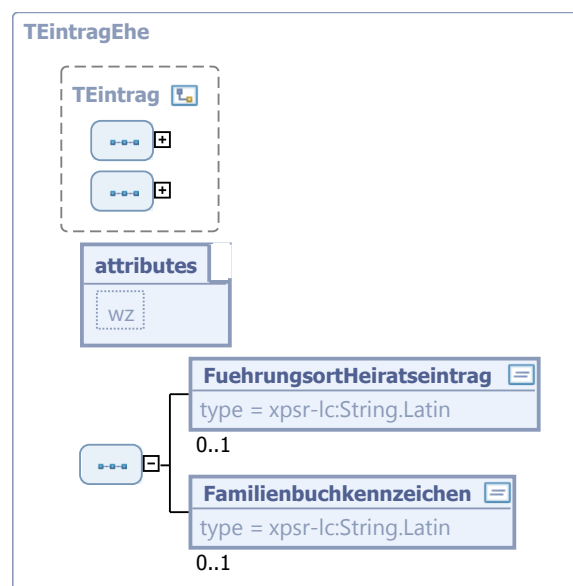 TEintragEhe
TEintrag
attributes
wz
FuehrungsortHeiratseintrag
type = xpsr-lc:String.Latin
0..1
Familienbuchkennzeichen
type = xpsr-lc:String.Latin
0..1